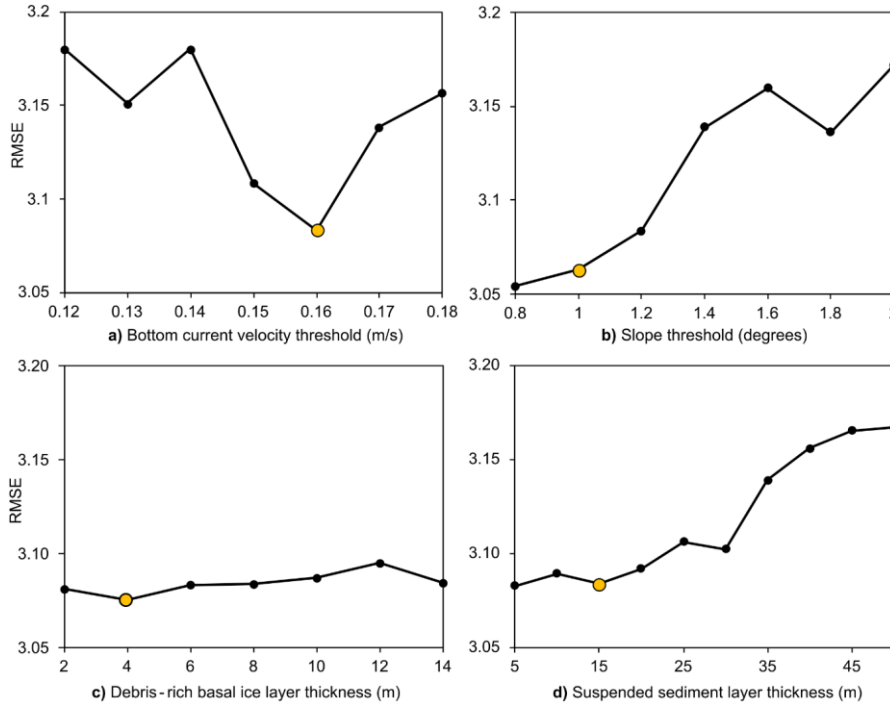 3.2
3.15
3.1
3.05
RMSE
0.12 0.13 0.14 0.15 0.16 0.17 0.18
a) Bottom current velocity threshold (m/s)
3.2
3.15
3.1
3.05
0.8 1 1.2 1.4 1.6 1.8
b) Slope threshold (degrees)
3.20
3.15
3.10
3.05
RMSE
2 4 6 8 10 12 14
c) Debris-rich basal ice layer thickness (m)
3.20
3.15
3.10
3.05
5 15 25 35 45
d) Suspended sediment layer thickness (m)